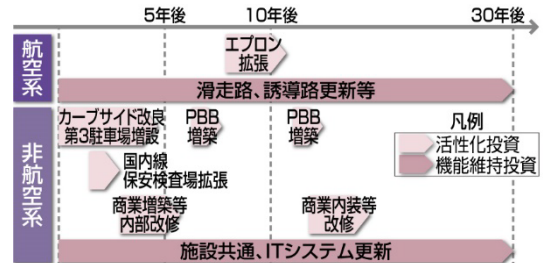 5年後 10年後 30年後
航空系
エプロン
拡張
滑走路、誘導路更新等
非航空系
カーブサイド改良
第3駐車場増設
PBB
増築
PBB
増築
凡例
活性化投資
機能維持投資
国内線
保安検査場拡張
商業増築等
内部改修
商業内装等
改修
施設共通、ITシステム更新